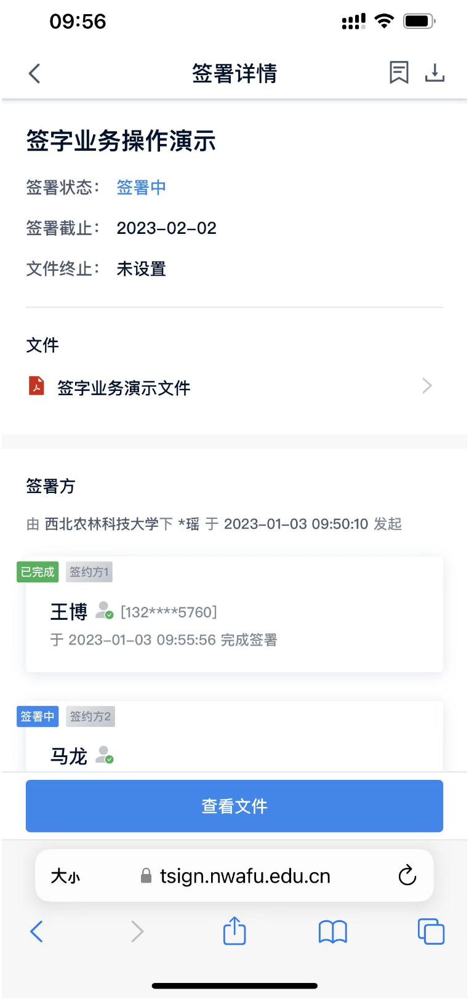 09:56
签署详情
签字业务操作演示
签署状态： 签署中
签署截止： 2023-02-02
文件终止： 未设置
文件
签字业务演示文件
签署方
由 西北农林科技大学下 *瑶 于 2023-01-03 09:50:10 发起
已完成 签约方1
王博 [132****5760]
于 2023-01-03 09:55:56 完成签署
签署中 签约方2
马龙
查看文件
大小 tsign.nwafu.edu.cn